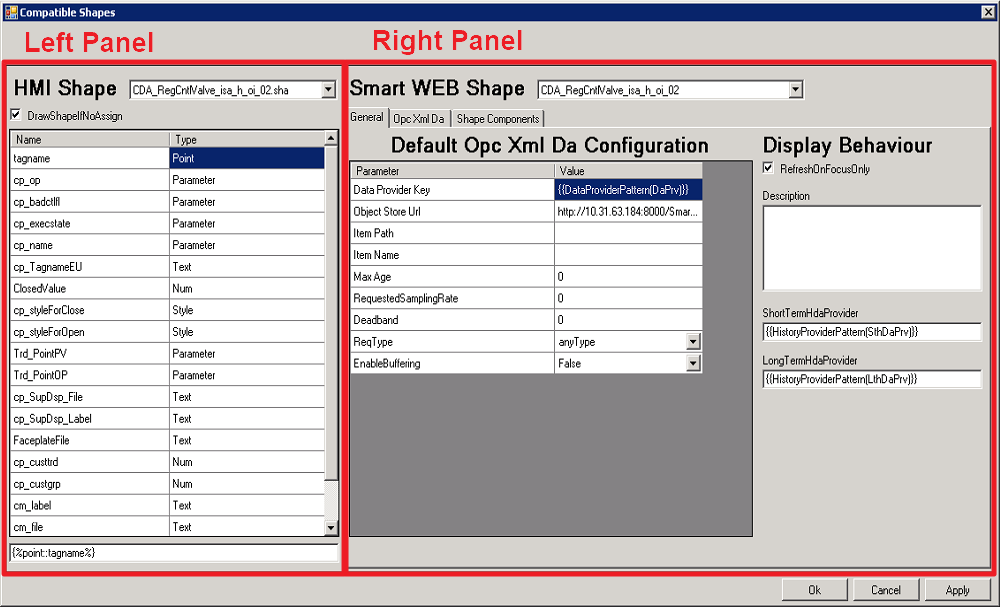 Compatible Shapes
Left Panel
Right Panel
HMI Shape
CDA_RegCntlValve_isa_h_oi_02.sha
DrawShapeIfNoAssign
Name Type
tagname Point
cp_op Parameter
cp_badctlfl Parameter
cp_execstate Parameter
cp_name Parameter
cp_TagnameEU Text
ClosedValue Num
cp_styleForClose Style
cp_styleForOpen Style
Trd_PointPV Parameter
Trd_PointOP Parameter
cp_SupDsp_File Text
cp_SupDsp_Label Text
FaceplateFile Text
cp_custtrd Num
cp_custgrp Num
cm_label Text
cm_file Text
{%point::tagname%}
Smart WEB Shape
CDA_RegCntlValve_isa_h_oi_02
General Opc Xml Da Shape Components
Default Opc Xml Da Configuration
Parameter Value
Data Provider Key {{DataProviderPattern(DaPrv)}}
Object Store Url http://10.31.63.184:8000/Smar...
Item Path
Item Name
Max Age 0
RequestedSamplingRate 0
Deadband 0
ReqType anyType
EnableBuffering False
Display Behaviour
RefreshOnFocusOnly
Description
ShortTermHdaProvider
{{HistoryProviderPattern(SthDaPrv)}}
LongTermHdaProvider
{{HistoryProviderPattern(LthDaPrv)}}
Ok Cancel Apply